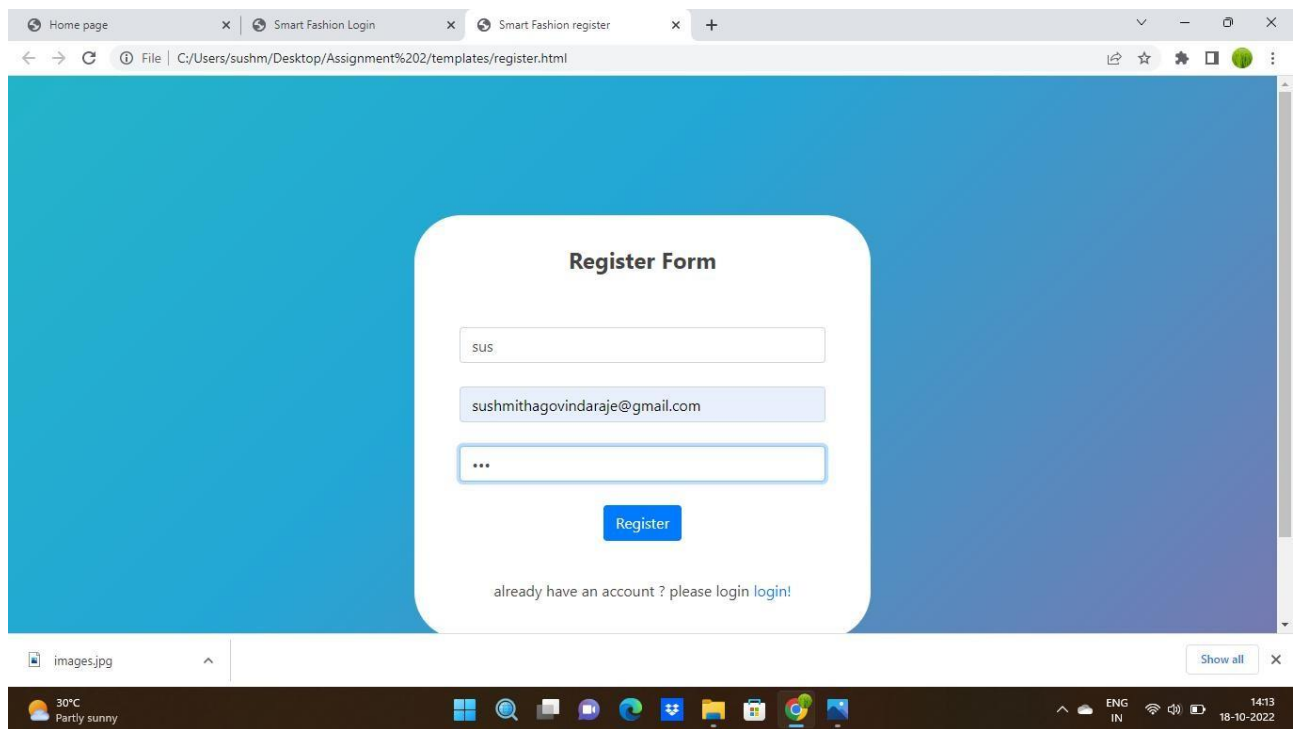 Home page
Smart Fashion Login
Smart Fashion register
File
C:/Users/sushm/Desktop/Assignment%202/templates/register.html
Register Form
sus
sushmithagovindaraje@gmail.com
•••
Register
already have an account ? please login login!
images.jpg
Show all
30°C
Partly sunny
ENG
IN
14:13
18-10-2022